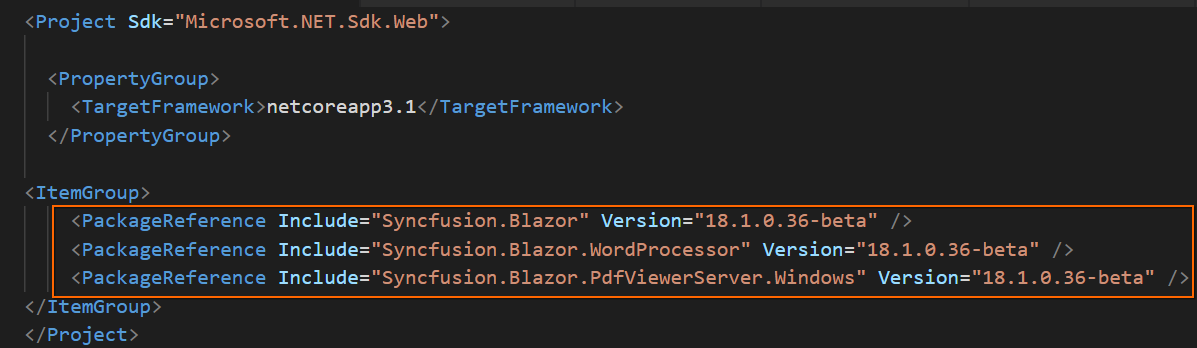 <Project Sdk="Microsoft.NET.Sdk.Web">
<PropertyGroup>
<TargetFramework>netcoreapp3.1</TargetFramework>
</PropertyGroup>
<ItemGroup>
<PackageReference Include="Syncfusion.Blazor" Version="18.1.0.36-beta" />
<PackageReference Include="Syncfusion.Blazor.WordProcessor" Version="18.1.0.36-beta" />
<PackageReference Include="Syncfusion.Blazor.PdfViewerServer.Windows" Version="18.1.0.36-beta" />
</ItemGroup>
</Project>